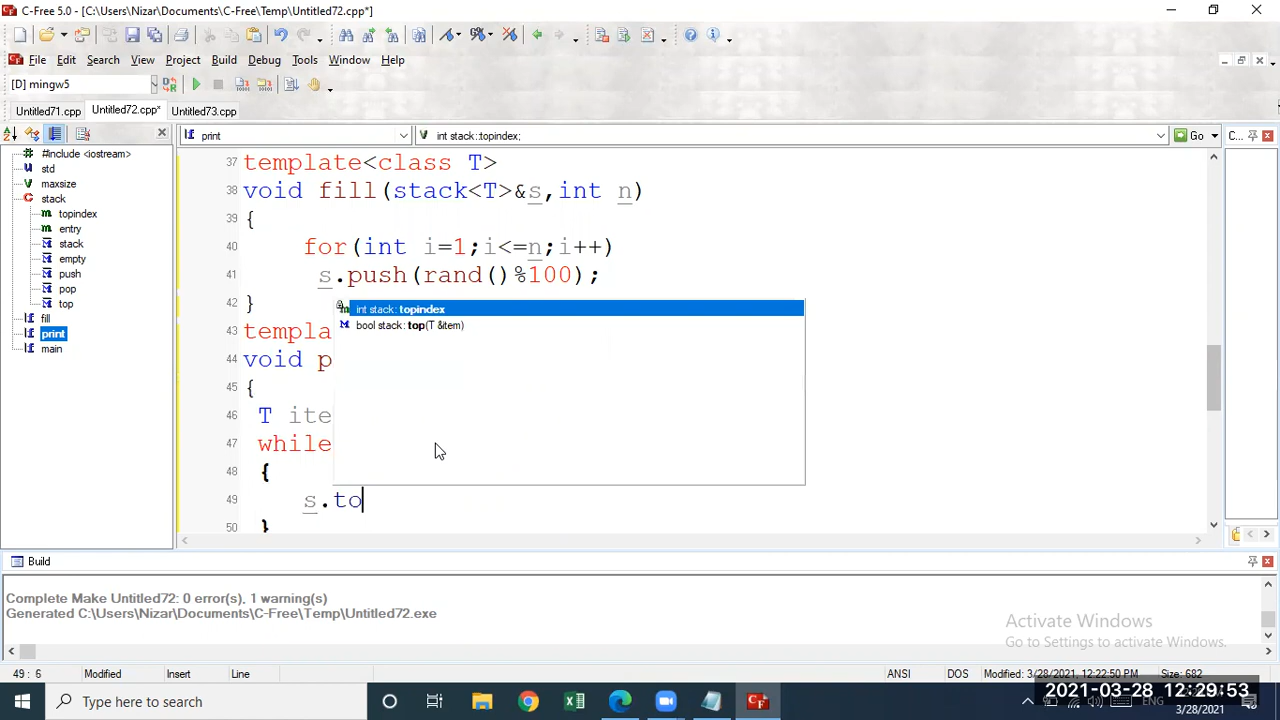 C-Free 5.0 - [C:\Users\Nizar\Documents\C-Free\Temp\Untitled72.cpp*]
File Edit Search View Project Build Debug Tools Window Help
[D] mingw5
Untitled71.cpp Untitled72.cpp* Untitled73.cpp
print int stack::topindex; Go C...
#include <iostream>
std
maxsize
stack
topindex
entry
stack
empty
push
pop
top
fill
print
main
37 template<class T>
38 void fill(stack<T>&s,int n)
39 {
40 for(int i=1;i<=n;i++)
41 s.push(rand()%100);
42 }
43 templa
44 void p
45 {
46 T ite
47 while
48 {
49 s.to
50 }
int stack: topindex
bool stack: top(T &item)
Build
Complete Make Untitled72: 0 error(s), 1 warning(s)
Generated C:\Users\Nizar\Documents\C-Free\Temp\Untitled72.exe
Activate Windows
Go to Settings to activate Windows.
49 : 6 Modified Insert Line ANSI DOS Modified: 3/28/2021, 12:22:50 PM Size: 682
2021-03-28 12:29:53
Type here to search
ENG
3/28/2021